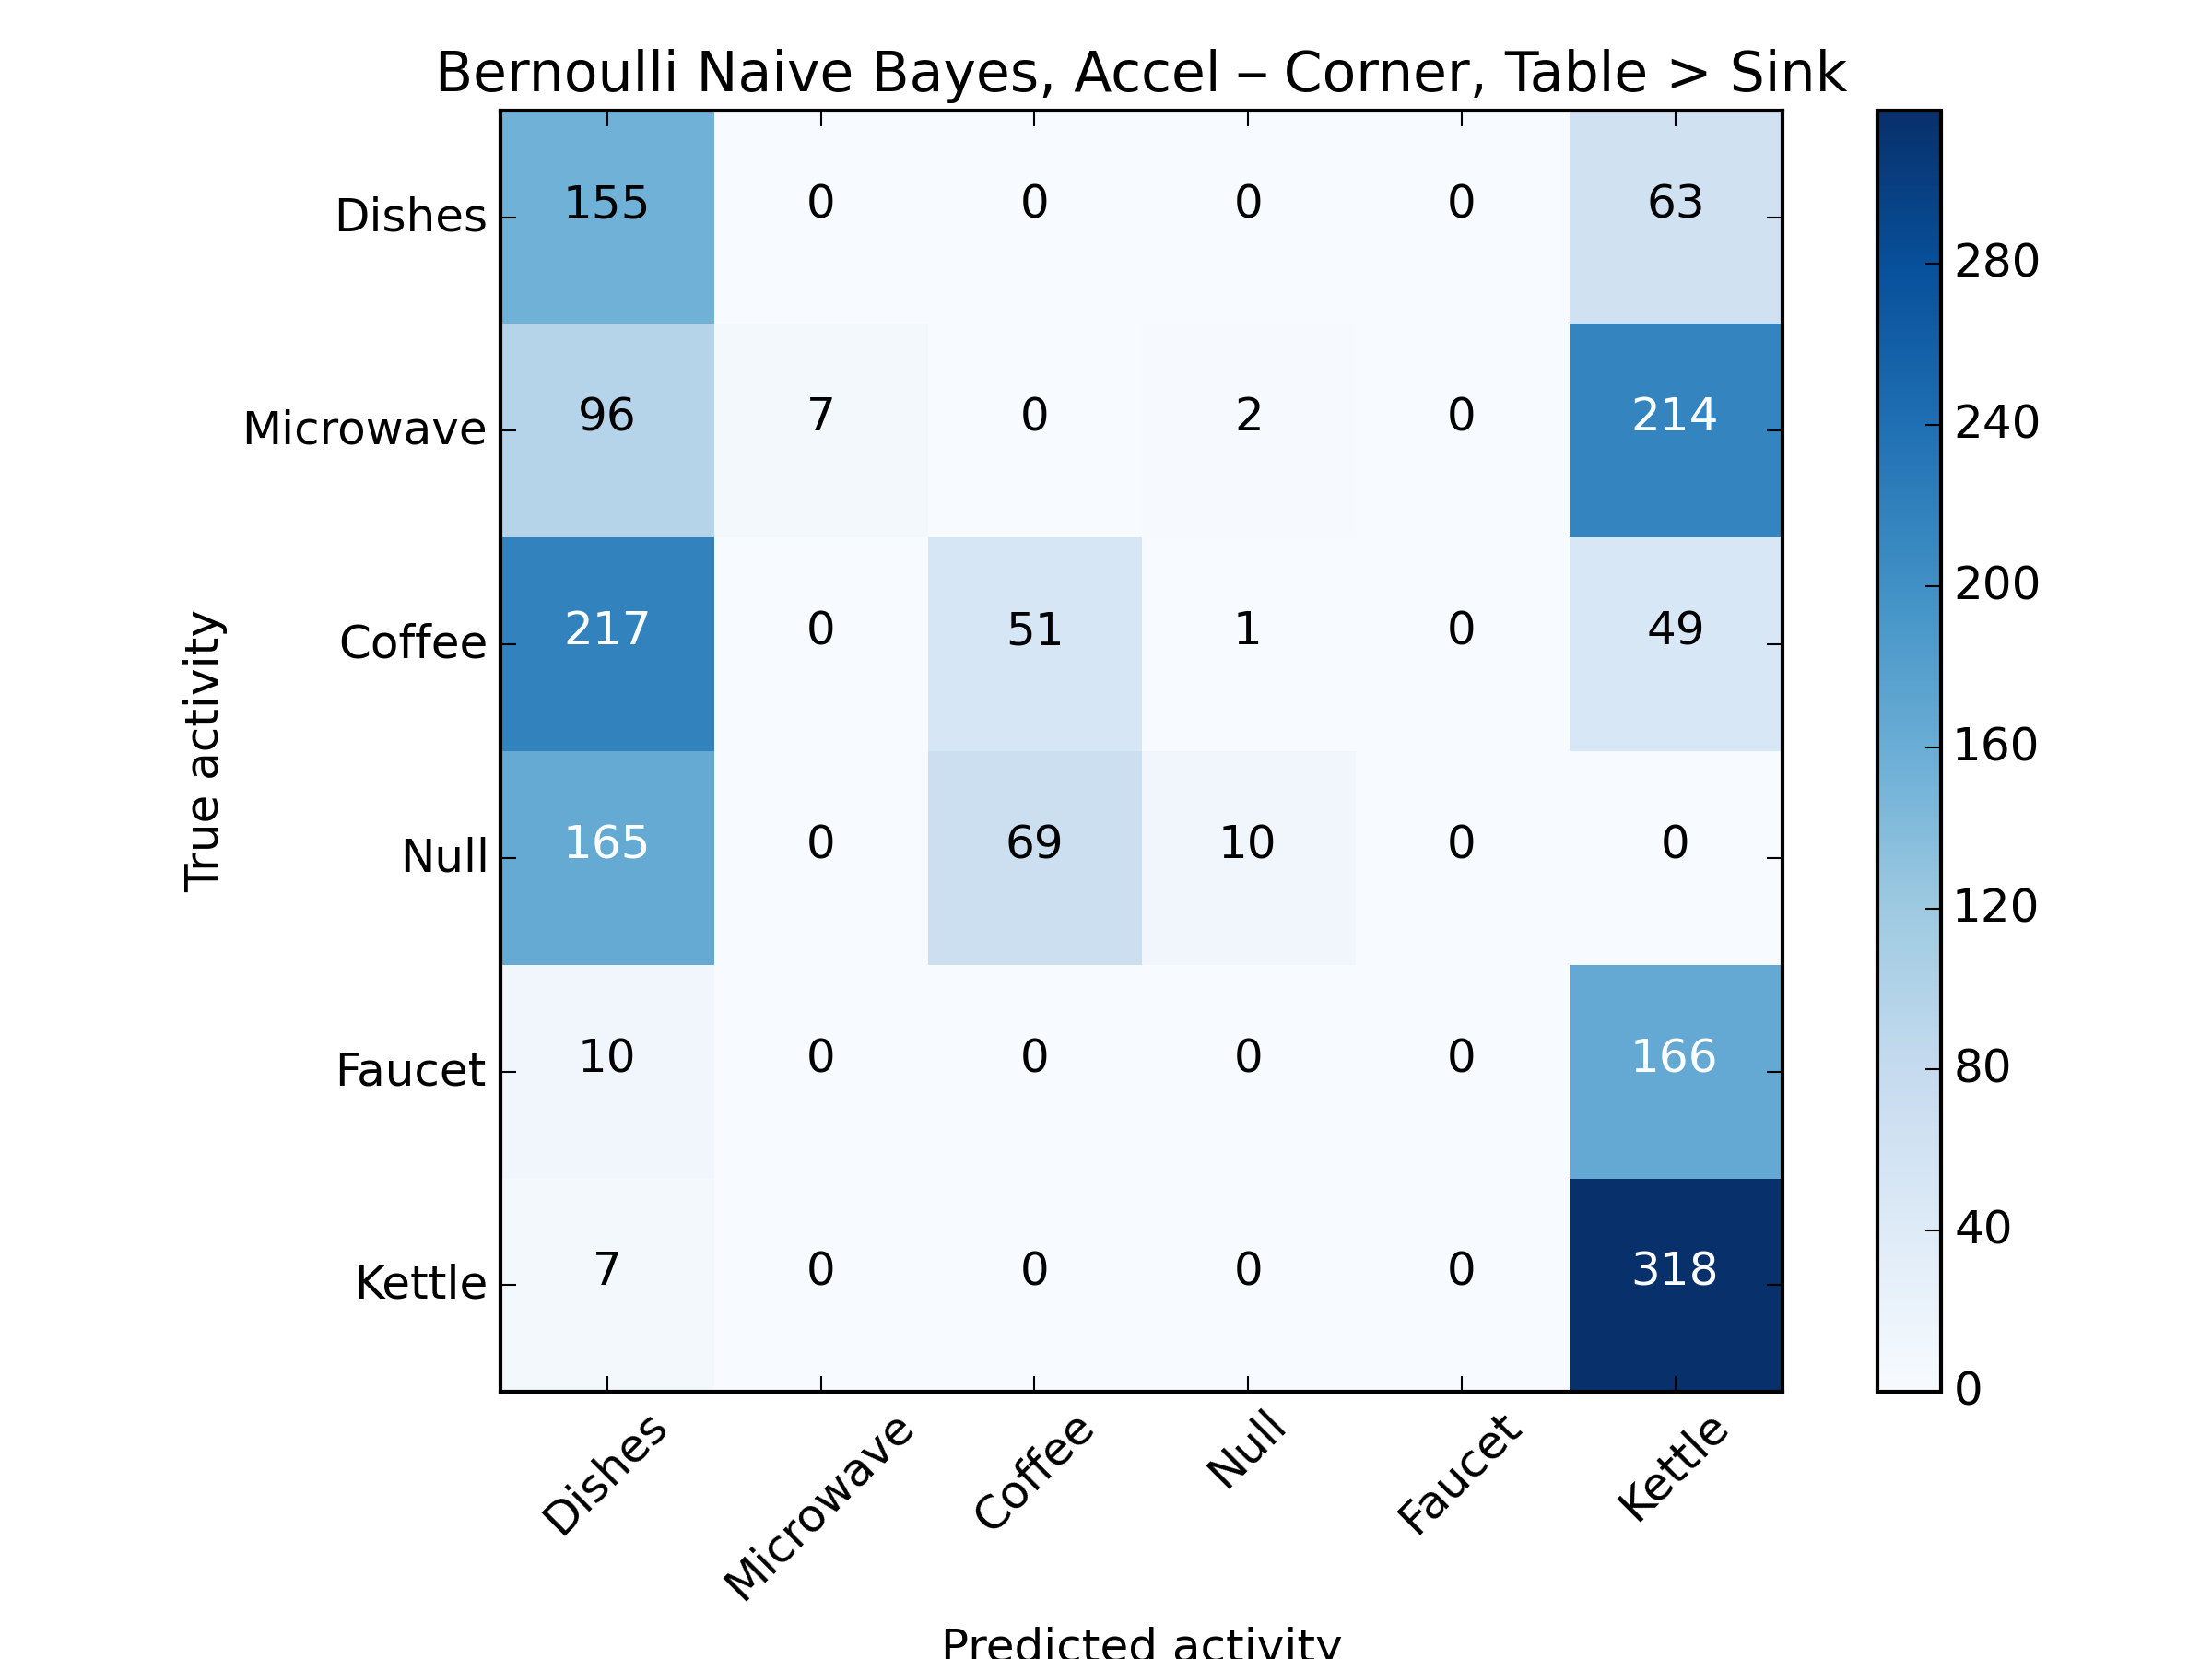 Bernoulli Naive Bayes, Accel – Corner, Table > Sink
Dishes 155 0 0 0 0 63
Microwave 96 7 0 2 0 214
Coffee 217 0 51 1 0 49
Null 165 0 69 10 0 0
Faucet 10 0 0 0 0 166
Kettle 7 0 0 0 0 318
True activity
Dishes Microwave Coffee Null Faucet Kettle
Predicted activity
280
240
200
160
120
80
40
0